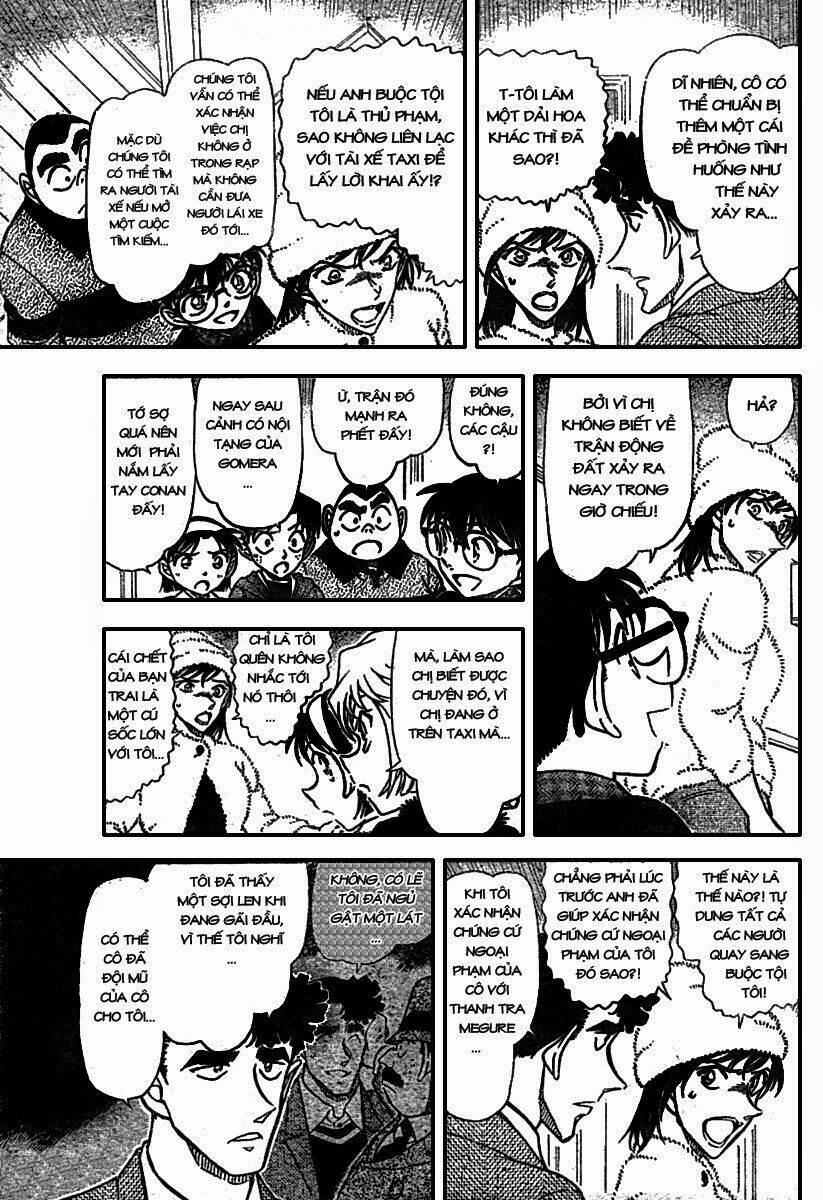 DĨ NHIÊN, CÔ CÓ
THỂ CHUẨN BỊ
THÊM MỘT CÁI
ĐỀ PHÒNG TÌNH
HUỐNG NHƯ
THẾ NÀY
XẢY RA...
T-TÔI LÀM
MỘT DẢI HOA
KHÁC THÌ ĐÃ
SAO?!
NẾU ANH BUỘC TỘI
TÔI LÀ THỦ PHẠM,
SAO KHÔNG LIÊN LẠC
VỚI TÀI XẾ TAXI ĐỂ
LẤY LỜI KHAI ẤY!?
CHÚNG TÔI
VẪN CÓ THỂ
XÁC NHẬN
VIỆC CHỊ
KHÔNG Ở
TRONG RẠP
MÀ KHÔNG
CẦN ĐƯA
NGƯỜI LÁI XE
ĐÓ TỚI...
MẶC DÙ
CHÚNG TÔI
CÓ THỂ TÌM
RA NGƯỜI TÀI
XẾ NẾU MỞ
MỘT CUỘC
TÌM KIẾM...
HẢ?
BỞI VÌ CHỊ
KHÔNG BIẾT VỀ
TRẬN ĐỘNG
ĐẤT XẢY RA
NGAY TRONG
GIỜ CHIẾU!
ĐÚNG
KHÔNG,
CÁC CẬU
?!
Ừ, TRẬN ĐÓ
MẠNH RA
PHẾT ĐẤY!
NGAY SAU
CẢNH CÓ NỘI
TẠNG CỦA
GOMERA
...
TỚ SỢ
QUÁ NÊN
MỚI PHẢI
NẮM LẤY
TAY CONAN
ĐẤY!
MÀ, LÀM SAO
CHỊ BIẾT ĐƯỢC
CHUYỆN ĐÓ, VÌ
CHỊ ĐANG Ở
TRÊN TAXI MÀ...
CHỈ LÀ TÔI
QUÊN KHÔNG
NHẮC TỚI
NÓ THÔI
...
CÁI CHẾT
CỦA BẠN
TRAI LÀ
MỘT CÚ
SỐC LỚN
VỚI TÔI...
THẾ NÀY LÀ
THẾ NÀO?! TỰ
DUNG TẤT CẢ
CÁC NGƯỜI
QUAY SANG
BUỘC TỘI
TÔI!
CHẲNG PHẢI LÚC
TRƯỚC ANH ĐÃ
GIÚP XÁC NHẬN
CHỨNG CỨ NGOẠI
PHẠM CỦA TÔI
ĐÓ SAO?!
KHI TÔI
XÁC NHẬN
CHỨNG CỨ
NGOẠI
PHẠM CỦA
CÔ VỚI
THANH TRA
MEGURE
...
KHÔNG, CÓ LẼ
TÔI ĐÃ NGỦ
GẬT MỘT LÁT
...
TÔI ĐÃ THẤY
MỘT SỢI LEN KHI
ĐANG GÃI ĐẦU,
VÌ THẾ TÔI NGHĨ
...
CÓ THỂ
CÔ ĐÃ
ĐỘI MŨ
CỦA CÔ
CHO TÔI...